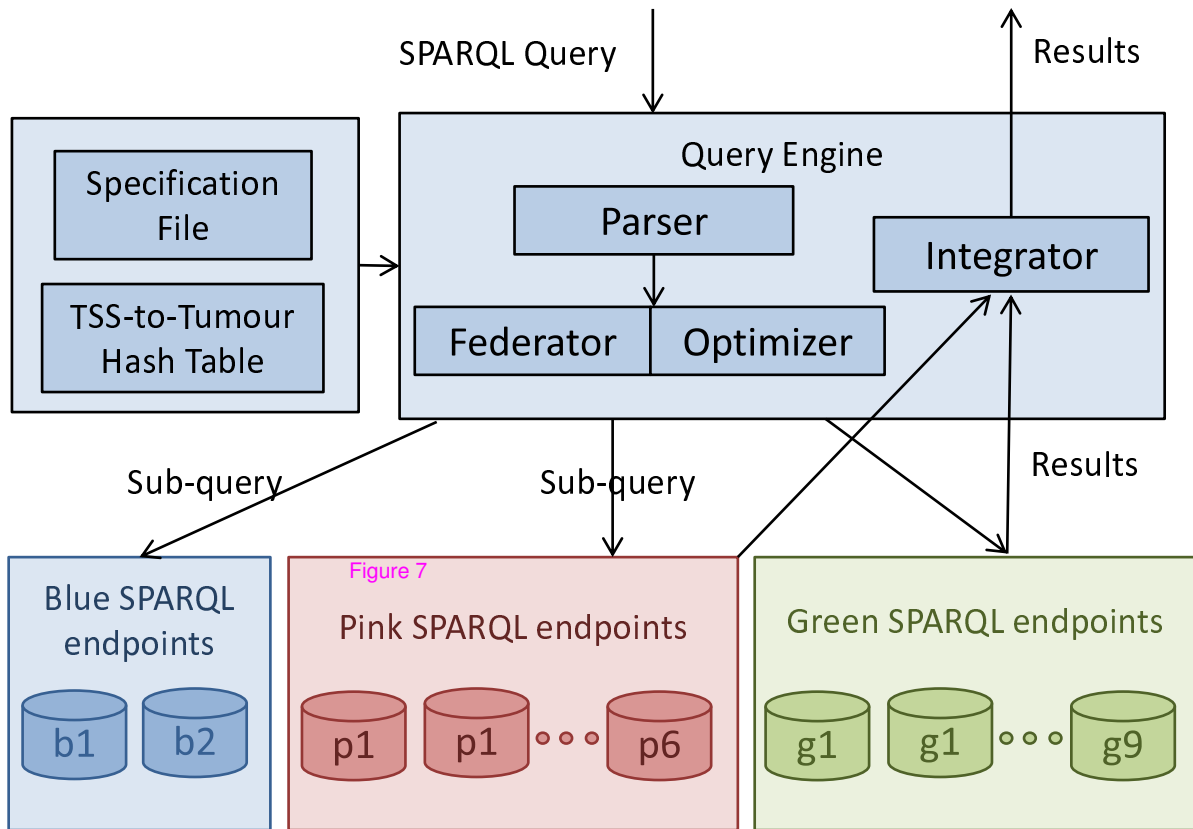 SPARQL Query
Results
Specification
File
TSS-to-Tumour
Hash Table
Query Engine
Parser
Integrator
Federator
Optimizer
Sub-query
Sub-query
Results
Figure 7
Blue SPARQL
endpoints
b1
b2
Pink SPARQL endpoints
p1
p1
p6
Green SPARQL endpoints
g1
g1
g9